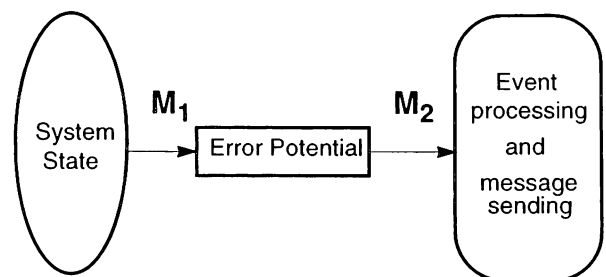 System
State
M1
Error Potential
M2
Event
processing
and
message
sending